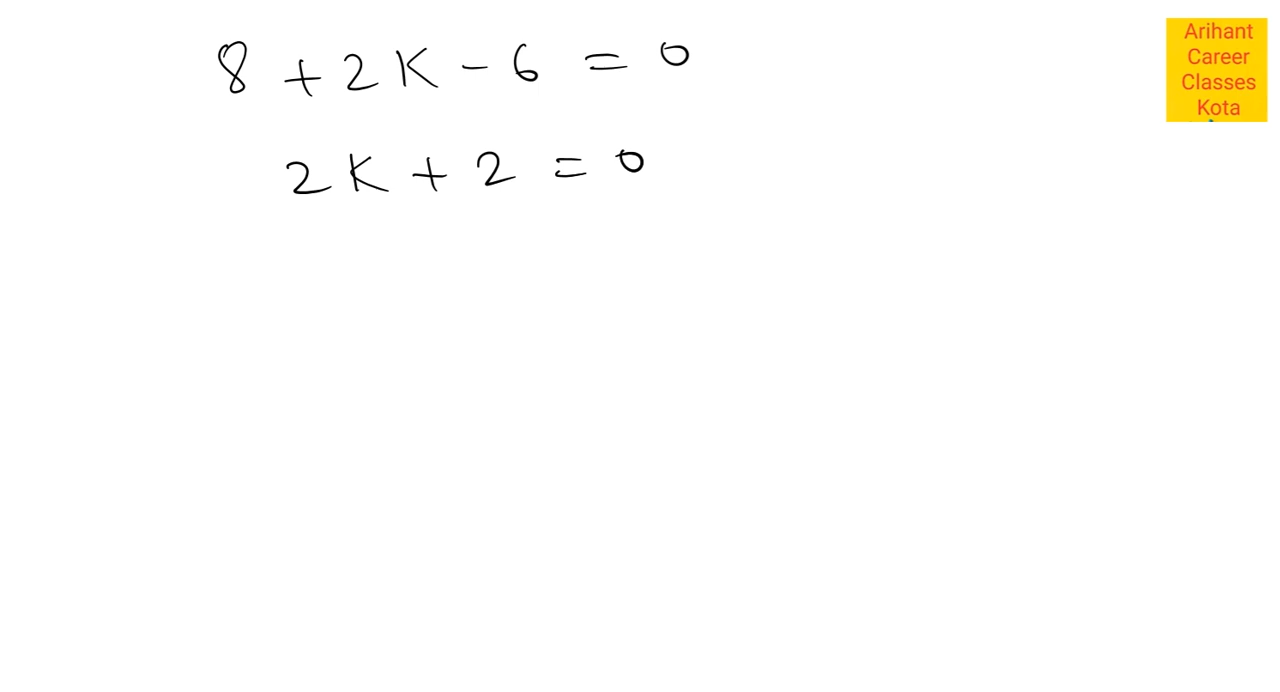 8 + 2K - 6 = 0
2K + 2 = 0
Arihant
Career
Classes
Kota